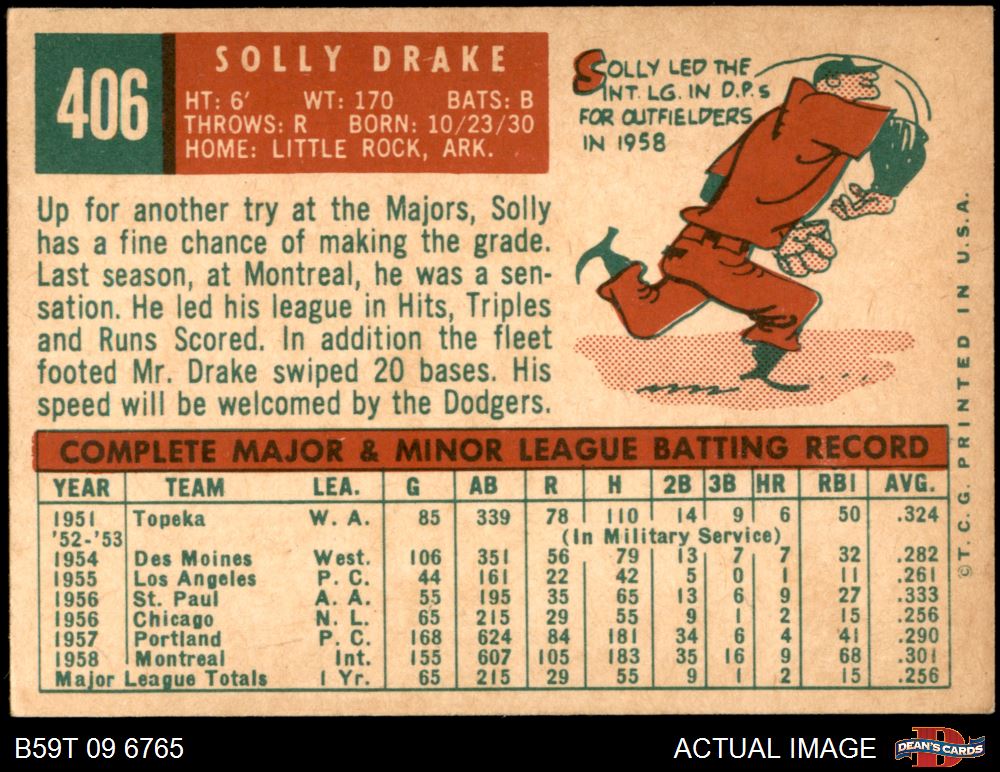 406
SOLLY DRAKE
HT: 6' WT: 170 BATS: B
THROWS: R BORN: 10/23/30
HOME: LITTLE ROCK, ARK.
SOLLY LED THE
INT. LG. IN D.P.s
FOR OUTFIELDERS
IN 1958
Up for another try at the Majors, Solly
has a fine chance of making the grade.
Last season, at Montreal, he was a sen-
sation. He led his league in Hits, Triples
and Runs Scored. In addition the fleet
footed Mr. Drake swiped 20 bases. His
speed will be welcomed by the Dodgers.
COMPLETE MAJOR & MINOR LEAGUE BATTING RECORD
YEAR TEAM LEA. G AB R H 2B 3B HR RBI AVG.
1951 Topeka W. A. 85 339 78 110 14 9 6 50 .324
'52-'53 (In Military Service)
1954 Des Moines West. 106 351 56 79 13 7 7 32 .282
1955 Los Angeles P. C. 44 161 22 42 5 0 1 11 .261
1956 St. Paul A. A. 55 195 35 65 13 6 9 27 .333
1956 Chicago N. L. 65 215 29 55 9 1 2 15 .256
1957 Portland P. C. 168 624 84 181 34 6 4 41 .290
1958 Montreal Int. 155 607 105 183 35 16 9 68 .301
Major League Totals 1 Yr. 65 215 29 55 9 1 2 15 .256
©T.C.G. PRINTED IN U.S.A.
B59T 09 6765
ACTUAL IMAGE
D
DEAN'S CARDS